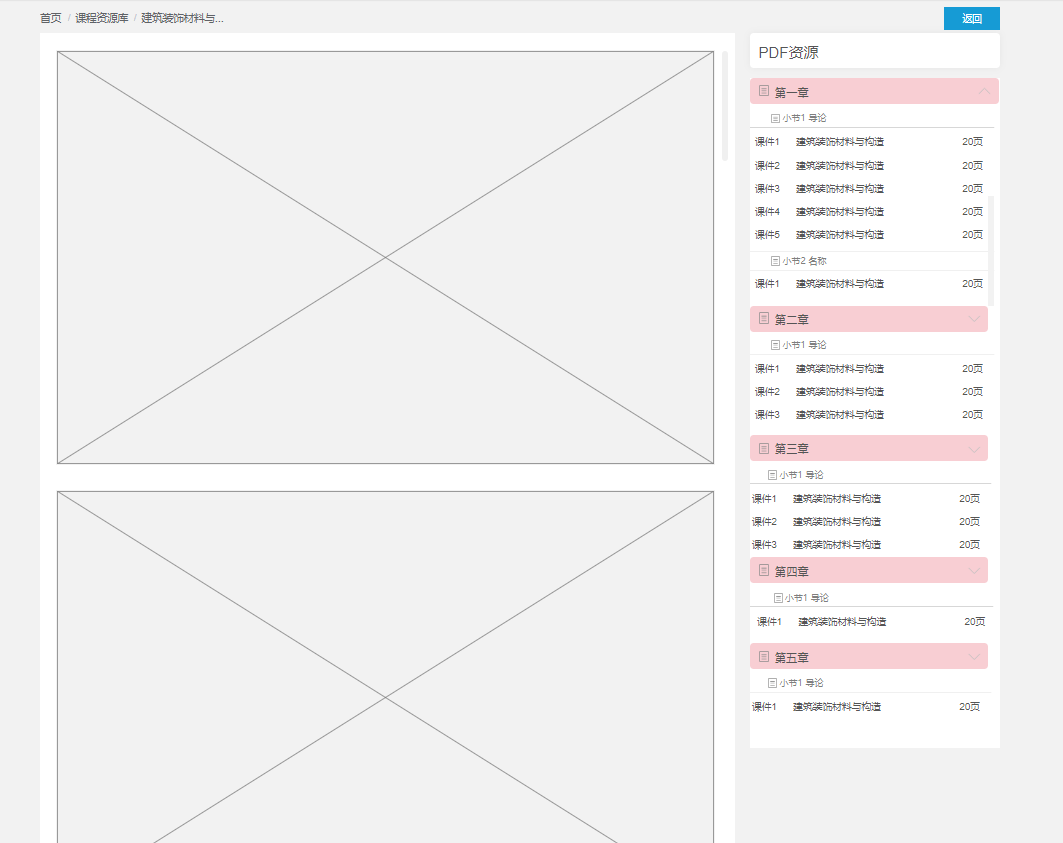 首页 / 课程资源库 / 建筑装饰材料与...
返回
PDF资源
第一章
小节1 导论
课件1 建筑装饰材料与构造 20页
课件2 建筑装饰材料与构造 20页
课件3 建筑装饰材料与构造 20页
课件4 建筑装饰材料与构造 20页
课件5 建筑装饰材料与构造 20页
小节2 名称
课件1 建筑装饰材料与构造 20页
第二章
小节1 导论
课件1 建筑装饰材料与构造 20页
课件2 建筑装饰材料与构造 20页
课件3 建筑装饰材料与构造 20页
第三章
小节1 导论
课件1 建筑装饰材料与构造 20页
课件2 建筑装饰材料与构造 20页
课件3 建筑装饰材料与构造 20页
第四章
小节1 导论
课件1 建筑装饰材料与构造 20页
第五章
小节1 导论
课件1 建筑装饰材料与构造 20页